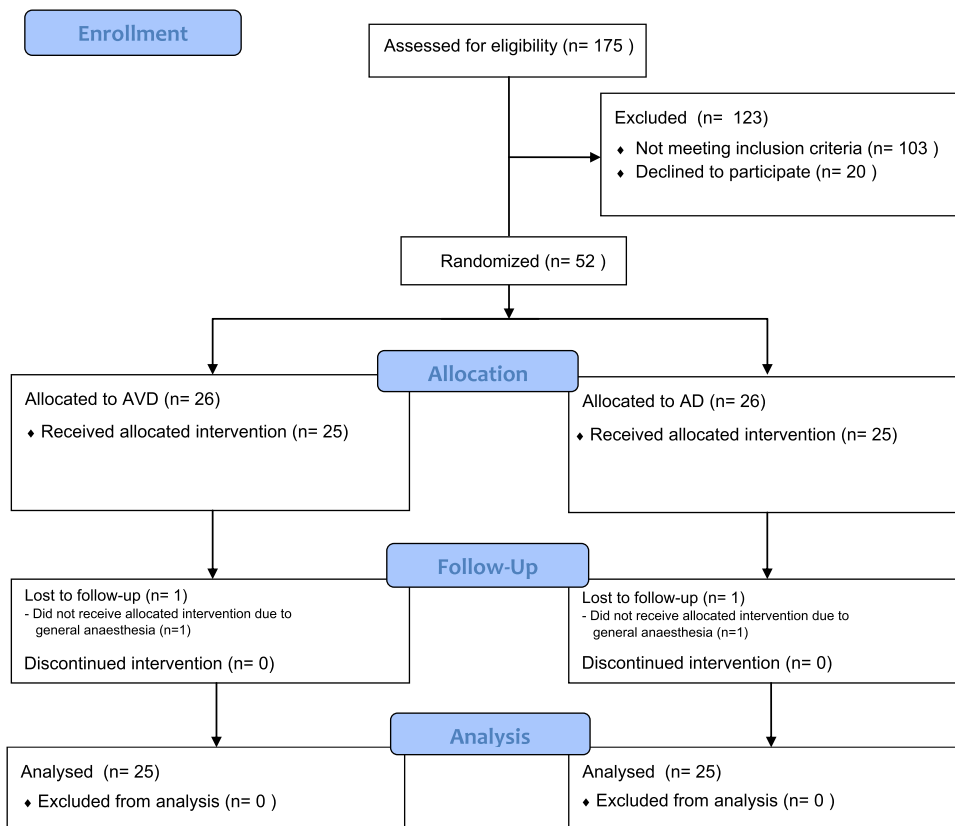 Enrollment
Assessed for eligibility (n= 175 )
Excluded (n= 123)
♦ Not meeting inclusion criteria (n= 103 )
♦ Declined to participate (n= 20 )
Randomized (n= 52 )
Allocation
Allocated to AVD (n= 26)
♦ Received allocated intervention (n= 25)
Allocated to AD (n= 26)
♦ Received allocated intervention (n= 25)
Follow-Up
Lost to follow-up (n= 1)
- Did not receive allocated intervention due to
general anaesthesia (n=1)
Discontinued intervention (n= 0)
Lost to follow-up (n= 1)
- Did not receive allocated intervention due to
general anaesthesia (n=1)
Discontinued intervention (n= 0)
Analysis
Analysed (n= 25)
♦ Excluded from analysis (n= 0 )
Analysed (n= 25)
♦ Excluded from analysis (n= 0 )